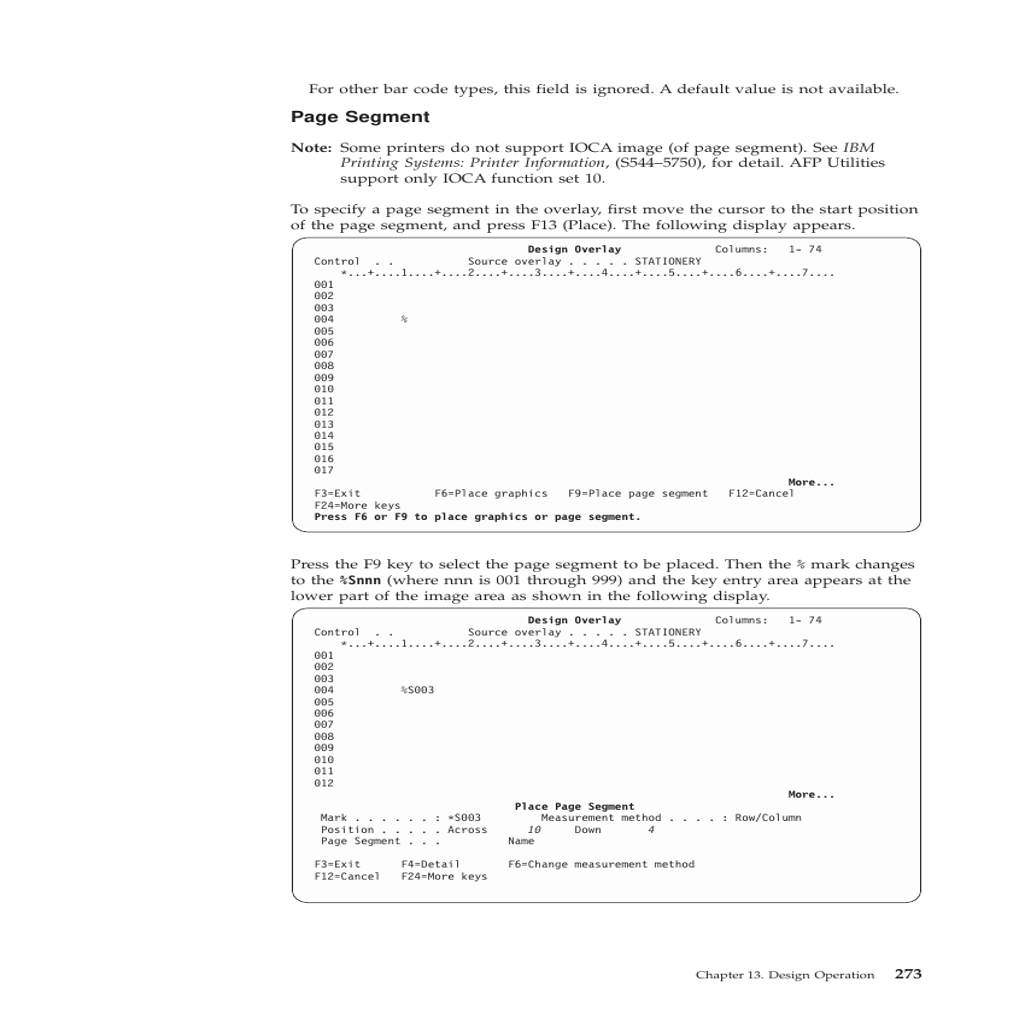 For other bar code types, this field is ignored. A default value is not available.
Page Segment
Note: Some printers do not support IOCA image (of page segment). See IBM
Printing Systems: Printer Information, (S544–5750), for detail. AFP Utilities
support only IOCA function set 10.
To specify a page segment in the overlay, first move the cursor to the start position
of the page segment, and press F13 (Place). The following display appears.
Design Overlay Columns: 1- 74
Control . . Source overlay . . . . . STATIONERY
*...+....1....+....2....+....3....+....4....+....5....+....6....+....7....
001
002
003
004 %
005
006
007
008
009
010
011
012
013
014
015
016
017
More...
F3=Exit F6=Place graphics F9=Place page segment F12=Cancel
F24=More keys
Press F6 or F9 to place graphics or page segment.
Press the F9 key to select the page segment to be placed. Then the % mark changes
to the %Snnn (where nnn is 001 through 999) and the key entry area appears at the
lower part of the image area as shown in the following display.
Design Overlay Columns: 1- 74
Control . . Source overlay . . . . . STATIONERY
*...+....1....+....2....+....3....+....4....+....5....+....6....+....7....
001
002
003
004 %S003
005
006
007
008
009
010
011
012
More...
Place Page Segment
Mark . . . . . . : *S003 Measurement method . . . . : Row/Column
Position . . . . . Across 10 Down 4
Page Segment . . . Name
F3=Exit F4=Detail F6=Change measurement method
F12=Cancel F24=More keys
Chapter 13. Design Operation 273